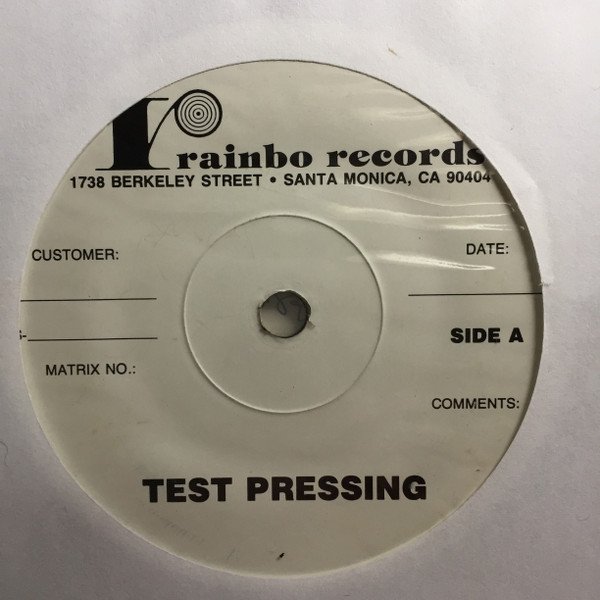 rainbo records
1738 BERKELEY STREET • SANTA MONICA, CA 90404
CUSTOMER:
DATE:
SIDE A
MATRIX NO.:
COMMENTS:
TEST PRESSING